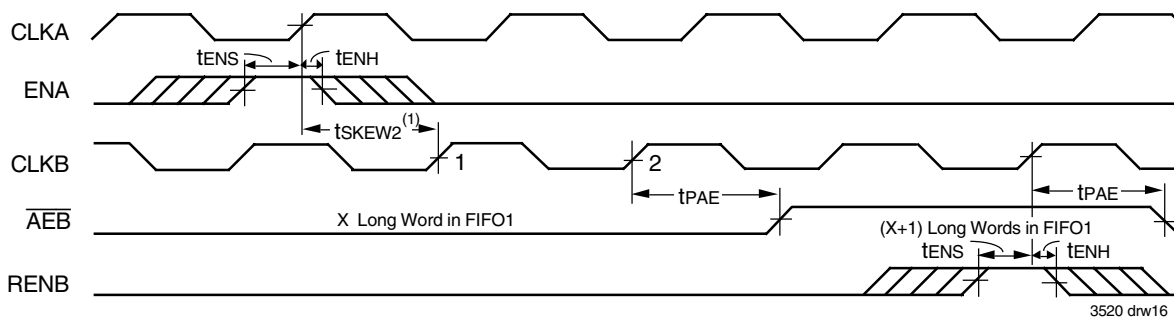 CLKA
tENS
tENH
ENA
tSKEW2(1)
CLKB
1
2
tPAE
tPAE
AEB
X Long Word in FIFO1
(X+1) Long Words in FIFO1
tENS
tENH
RENB
3520 drw16